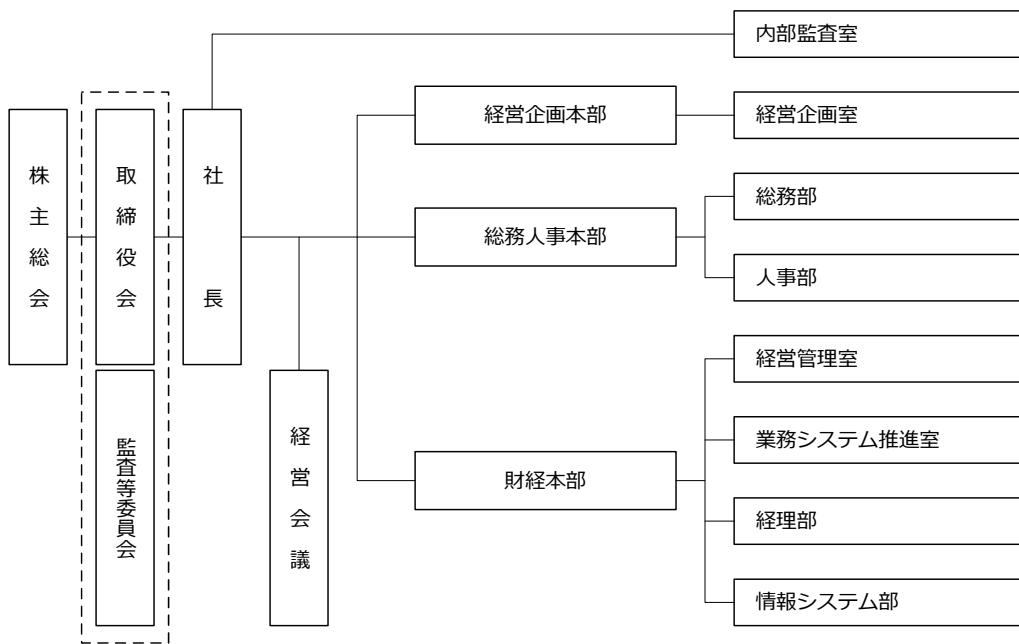 内部監査室
経営企画本部
経営企画室
株主総会
取締役会
社長
総務部
総務人事本部
人事部
経営管理室
監査等委員会
経営会議
業務システム推進室
財経本部
経理部
情報システム部